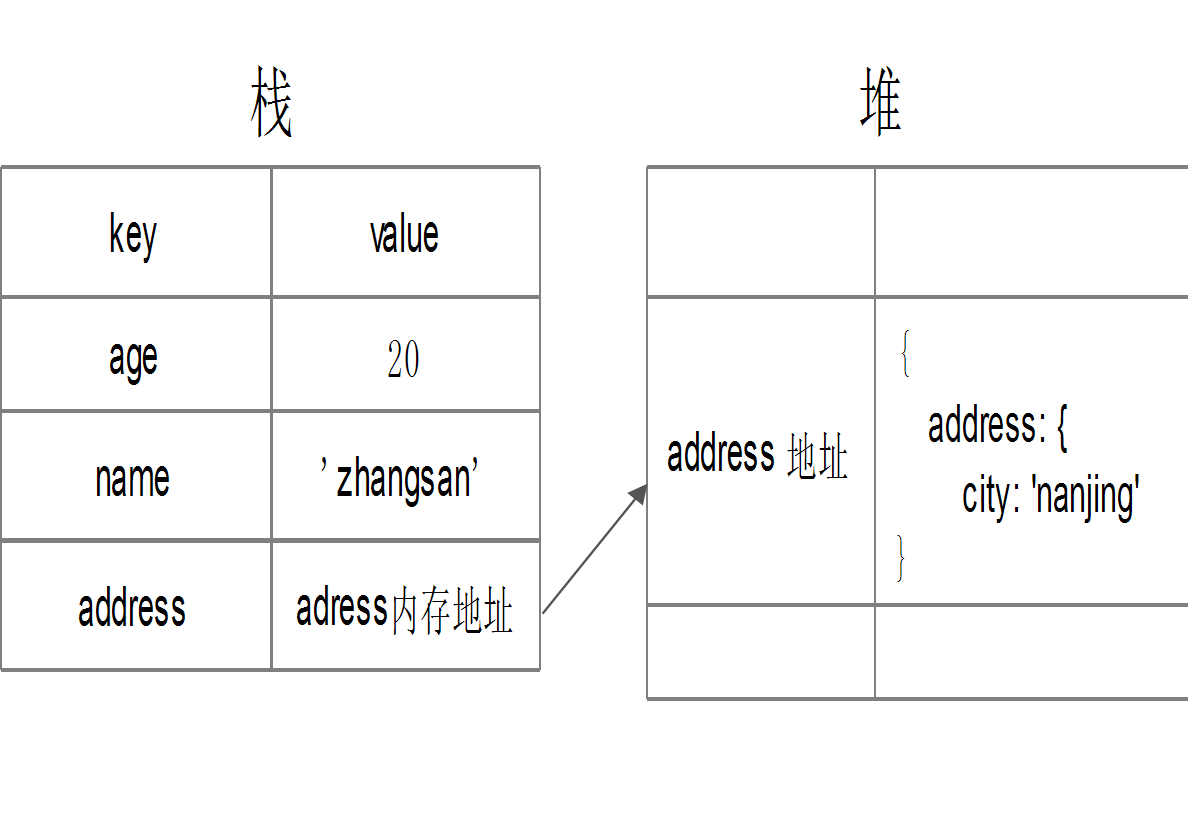 栈
堆
key
value
age
20
name
'zhangsan'
address
adress内存地址
address 地址
{
address: {
city: 'nanjing'
}